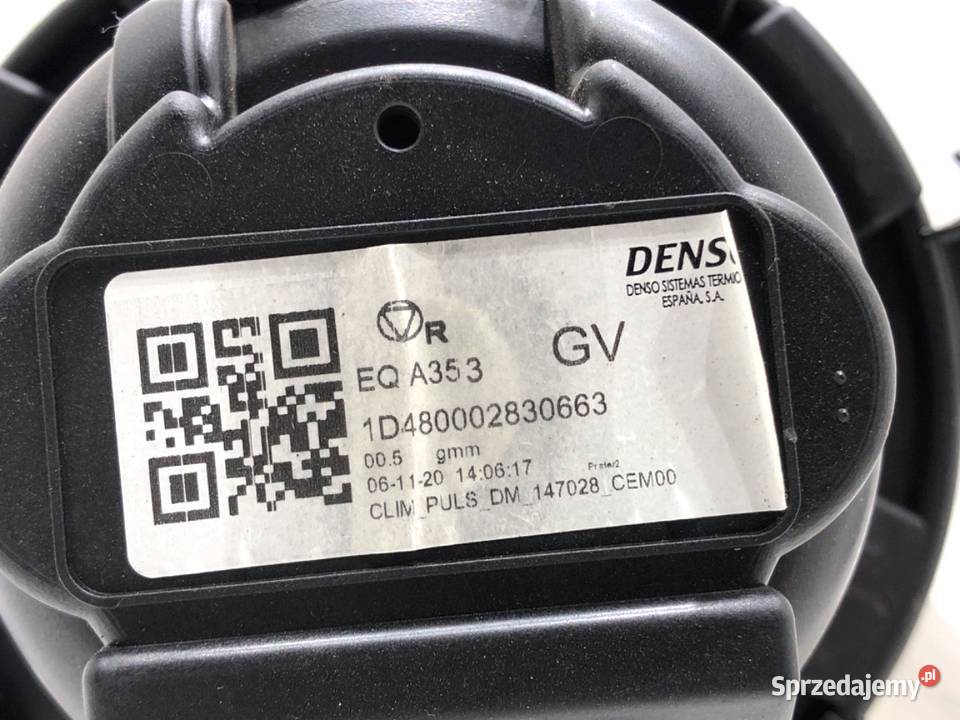 DENSO
DENSO SISTEMAS TERMIC
ESPAÑA, S.A.
R
GV
EQ A353
1D480002830663
00.5 gmm
06-11-20 14:06:17 Printer2
CLIM_PULS_DM_147028_CEM00
Sprzedajemy.pl